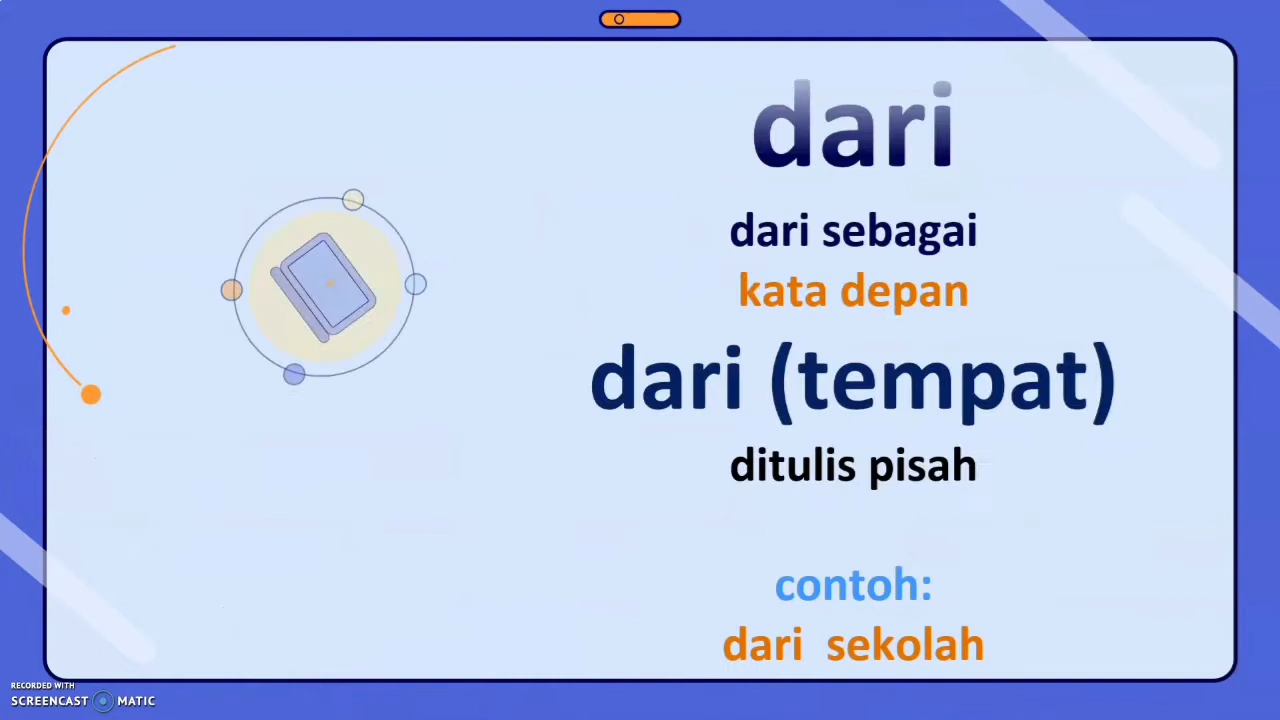 dari
dari sebagai
kata depan
dari (tempat)
ditulis pisah
contoh:
dari sekolah
RECORDED WITH
SCREENCAST MATIC